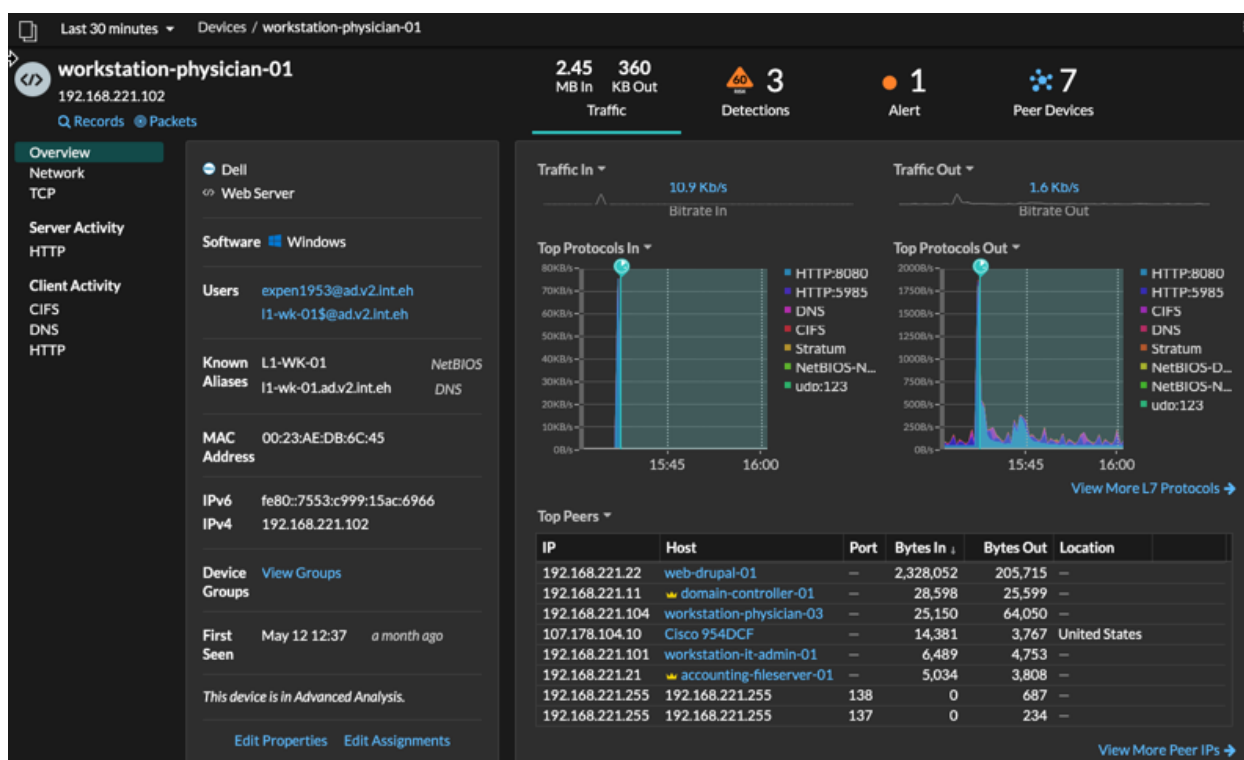 Last 30 minutes Devices / workstation-physician-01
workstation-physician-01
192.168.221.102
Records Packets
2.45 MB In 360 KB Out
Traffic
60 RISK 3
Detections
1
Alert
7
Peer Devices
Overview
Network
TCP
Server Activity
HTTP
Client Activity
CIFS
DNS
HTTP
Dell
Web Server
Software Windows
Users expen1953@ad.v2.int.eh
l1-wk-01$@ad.v2.int.eh
Known Aliases L1-WK-01 NetBIOS
l1-wk-01.ad.v2.int.eh DNS
MAC Address 00:23:AE:DB:6C:45
IPv6 fe80::7553:c999:15ac:6966
IPv4 192.168.221.102
Device Groups View Groups
First Seen May 12 12:37 a month ago
This device is in Advanced Analysis.
Edit Properties Edit Assignments
Traffic In
10.9 Kb/s
Bitrate In
Traffic Out
1.6 Kb/s
Bitrate Out
Top Protocols In
80KB/s
70KB/s
60KB/s
50KB/s
40KB/s
30KB/s
20KB/s
10KB/s
0B/s
15:45 16:00
HTTP:8080
HTTP:5985
DNS
CIFS
Stratum
NetBIOS-N...
udp:123
Top Protocols Out
2000B/s
1750B/s
1500B/s
1250B/s
1000B/s
750B/s
500B/s
250B/s
0B/s
15:45 16:00
HTTP:8080
HTTP:5985
CIFS
DNS
Stratum
NetBIOS-D...
NetBIOS-N...
udp:123
View More L7 Protocols
Top Peers
IP Host Port Bytes In Bytes Out Location
192.168.221.22 web-drupal-01 — 2,328,052 205,715 —
192.168.221.11 domain-controller-01 — 28,598 25,599 —
192.168.221.104 workstation-physician-03 — 25,150 64,050 —
107.178.104.10 Cisco 954DCF — 14,381 3,767 United States
192.168.221.101 workstation-it-admin-01 — 6,489 4,753 —
192.168.221.21 accounting-fileserver-01 — 5,034 3,808 —
192.168.221.255 192.168.221.255 138 0 687 —
192.168.221.255 192.168.221.255 137 0 234 —
View More Peer IPs